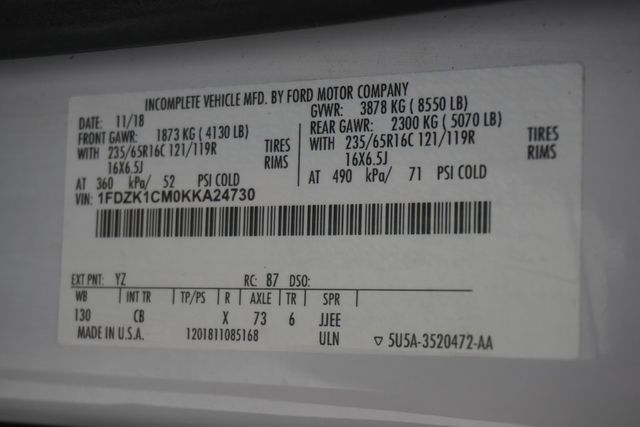 INCOMPLETE VEHICLE MFD. BY FORD MOTOR COMPANY
DATE: 11/18 GVWR: 3878 KG ( 8550 LB)
FRONT GAWR: 1873 KG ( 4130 LB) REAR GAWR: 2300 KG ( 5070 LB)
WITH 235/65R16C 121/119R TIRES WITH 235/65R16C 121/119R TIRES
16X6.5J RIMS 16X6.5J RIMS
AT 360 kPa/ 52 PSI COLD AT 490 kPa/ 71 PSI COLD
VIN: 1FDZK1CM0KKA24730
EXT PNT: YZ RC: 87 DSO:
WB INT TR TP/PS R AXLE TR SPR
130 CB X 73 6 JJEE
MADE IN U.S.A. 1201811085168 ULN ▽ 5U5A-3520472-AA